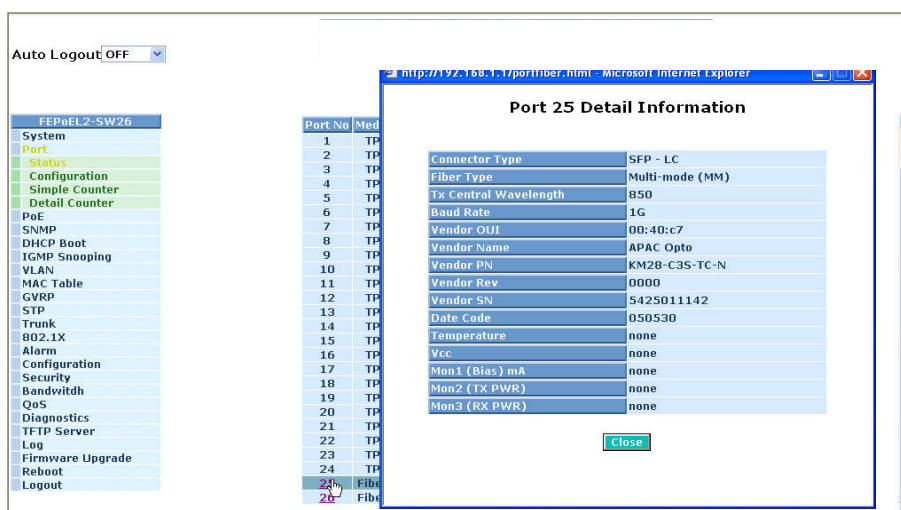 Auto Logout OFF
http://192.168.1.1/portfiber.html - Microsoft Internet Explorer
Port 25 Detail Information
FEPoEL2-SW26
System
Port
Status
Configuration
Simple Counter
Detail Counter
PoE
SNMP
DHCP Boot
IGMP Snooping
VLAN
MAC Table
GVRP
STP
Trunk
802.1X
Alarm
Configuration
Security
Bandwitdh
QoS
Diagnostics
TFTP Server
Log
Firmware Upgrade
Reboot
Logout
Port No Med
1 TP
2 TP
3 TP
4 TP
5 TP
6 TP
7 TP
8 TP
9 TP
10 TP
11 TP
12 TP
13 TP
14 TP
15 TP
16 TP
17 TP
18 TP
19 TP
20 TP
21 TP
22 TP
23 TP
24 TP
25 Fibe
26 Fibe
Connector Type SFP - LC
Fiber Type Multi-mode (MM)
Tx Central Wavelength 850
Baud Rate 1G
Vendor OUI 00:40:c7
Vendor Name APAC Opto
Vendor PN KM28-C3S-TC-N
Vendor Rev 0000
Vendor SN 5425011142
Date Code 050530
Temperature none
Vcc none
Mon1 (Bias) mA none
Mon2 (TX PWR) none
Mon3 (RX PWR) none
Close